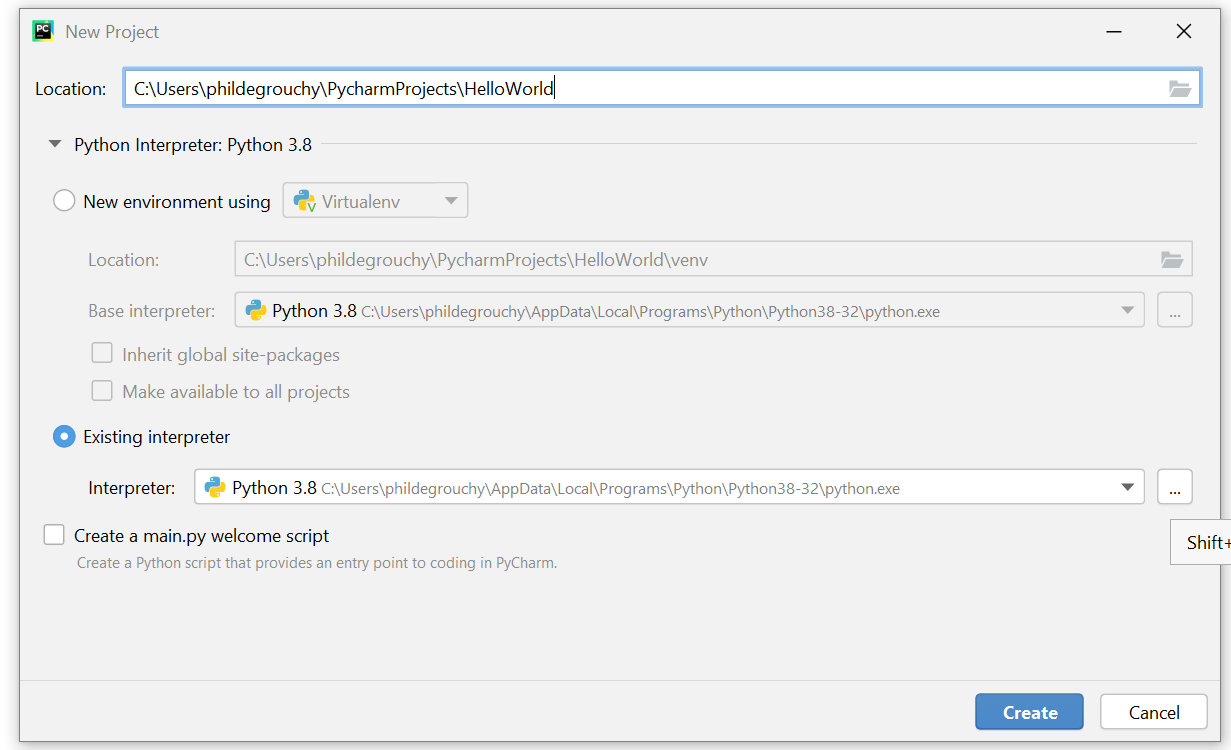 PC New Project
Location: C:\Users\phildegrouchy\PycharmProjects\HelloWorld
Python Interpreter: Python 3.8
New environment using Virtualenv
Location: C:\Users\phildegrouchy\PycharmProjects\HelloWorld\venv
Base interpreter: Python 3.8 C:\Users\phildegrouchy\AppData\Local\Programs\Python\Python38-32\python.exe ...
Inherit global site-packages
Make available to all projects
Existing interpreter
Interpreter: Python 3.8 C:\Users\phildegrouchy\AppData\Local\Programs\Python\Python38-32\python.exe ...
Create a main.py welcome script
Shift+
Create a Python script that provides an entry point to coding in PyCharm.
Create Cancel